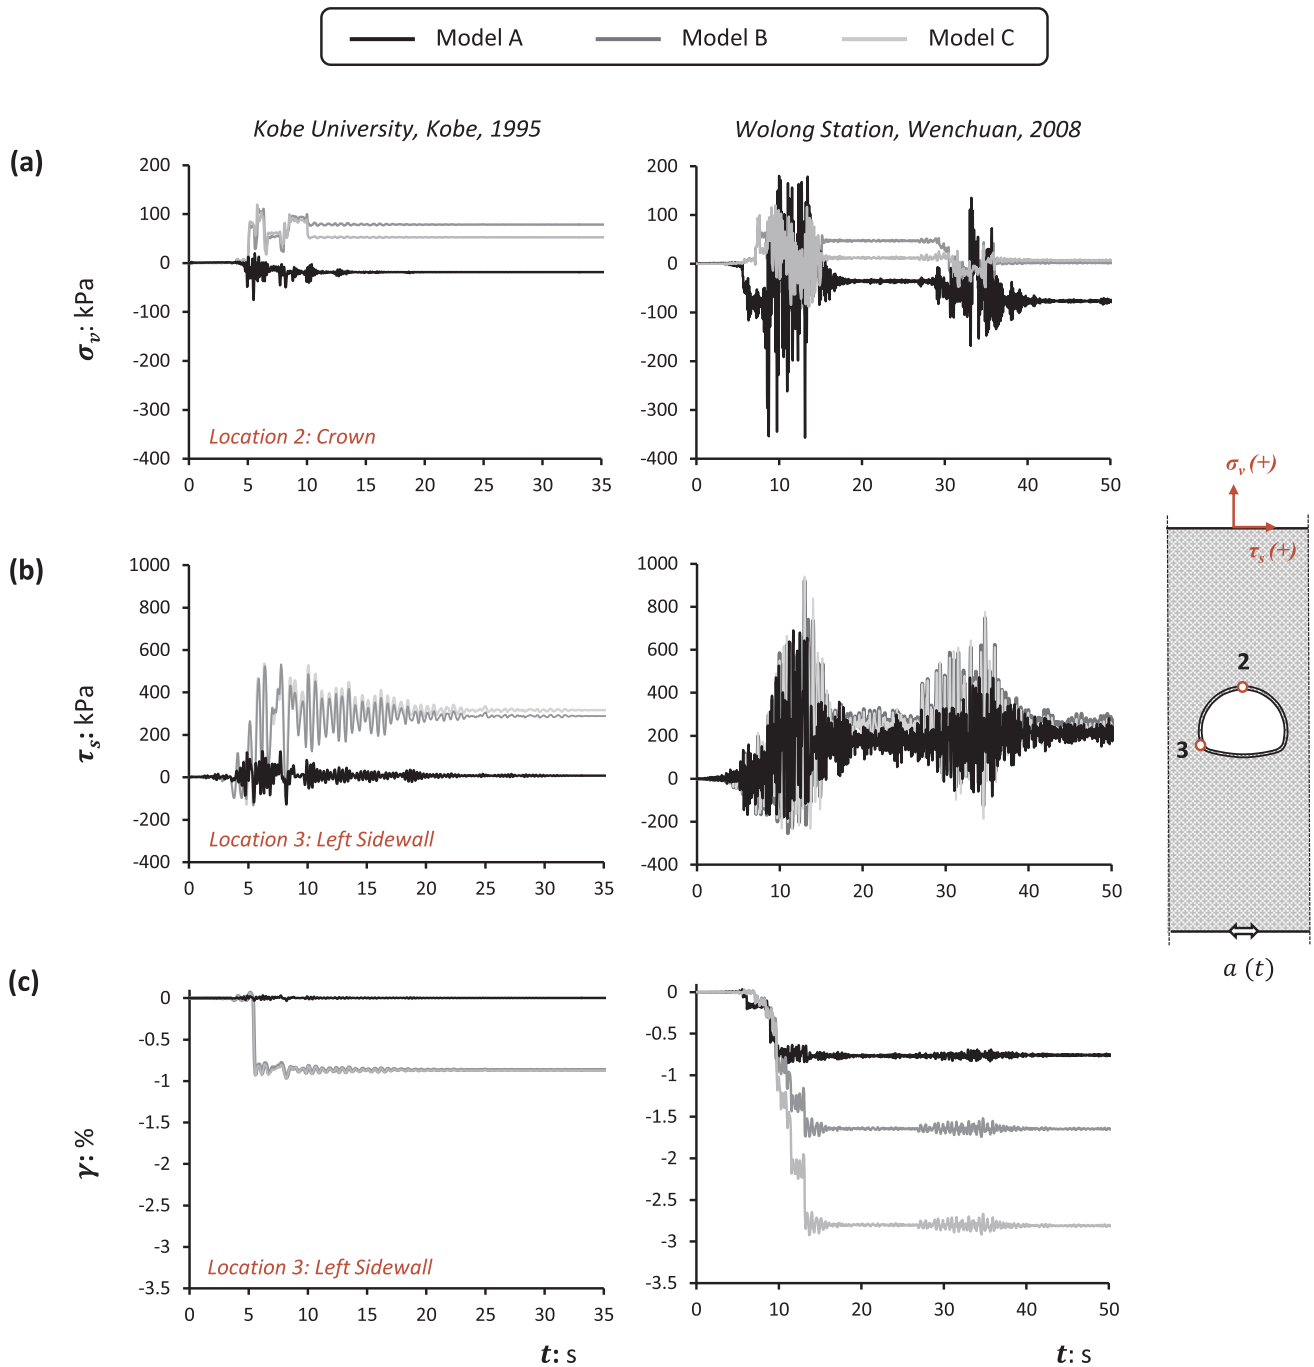 Model A Model B Model C
Kobe University, Kobe, 1995 Wolong Station, Wenchuan, 2008
(a)
σv: kPa
200
100
0
-100
-200
-300
-400
0 5 10 15 20 25 30 35
Location 2: Crown
200
100
0
-100
-200
-300
-400
0 10 20 30 40 50
(b)
τs: kPa
1000
800
600
400
200
0
-200
-400
0 5 10 15 20 25 30 35
Location 3: Left Sidewall
1000
800
600
400
200
0
-200
-400
0 10 20 30 40 50
σv (+)
τs (+)
2
3
a (t)
(c)
γ: %
0
-0.5
-1
-1.5
-2
-2.5
-3
-3.5
0 5 10 15 20 25 30 35
Location 3: Left Sidewall
t: s
0
-0.5
-1
-1.5
-2
-2.5
-3
-3.5
0 10 20 30 40 50
t: s